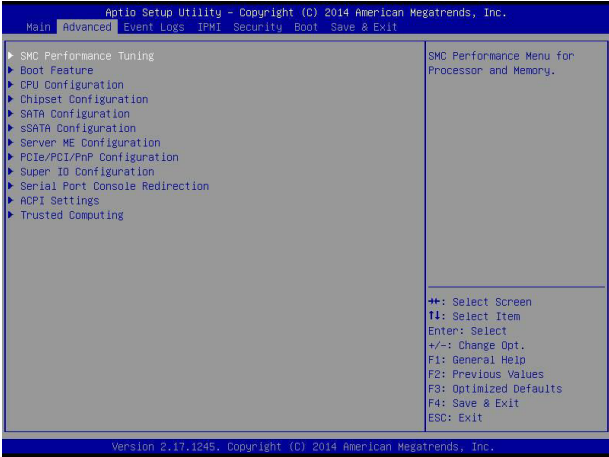 Aptio Setup Utility – Copyright (C) 2014 American Megatrends, Inc.
Main Advanced Event Logs IPMI Security Boot Save & Exit
▶ SMC Performance Tuning
▶ Boot Feature
▶ CPU Configuration
▶ Chipset Configuration
▶ SATA Configuration
▶ sSATA Configuration
▶ Server ME Configuration
▶ PCIe/PCI/PnP Configuration
▶ Super IO Configuration
▶ Serial Port Console Redirection
▶ ACPI Settings
▶ Trusted Computing
SMC Performance Menu for
Processor and Memory.
→←: Select Screen
↑↓: Select Item
Enter: Select
+/-: Change Opt.
F1: General Help
F2: Previous Values
F3: Optimized Defaults
F4: Save & Exit
ESC: Exit
Version 2.17.1245. Copyright (C) 2014 American Megatrends, Inc.